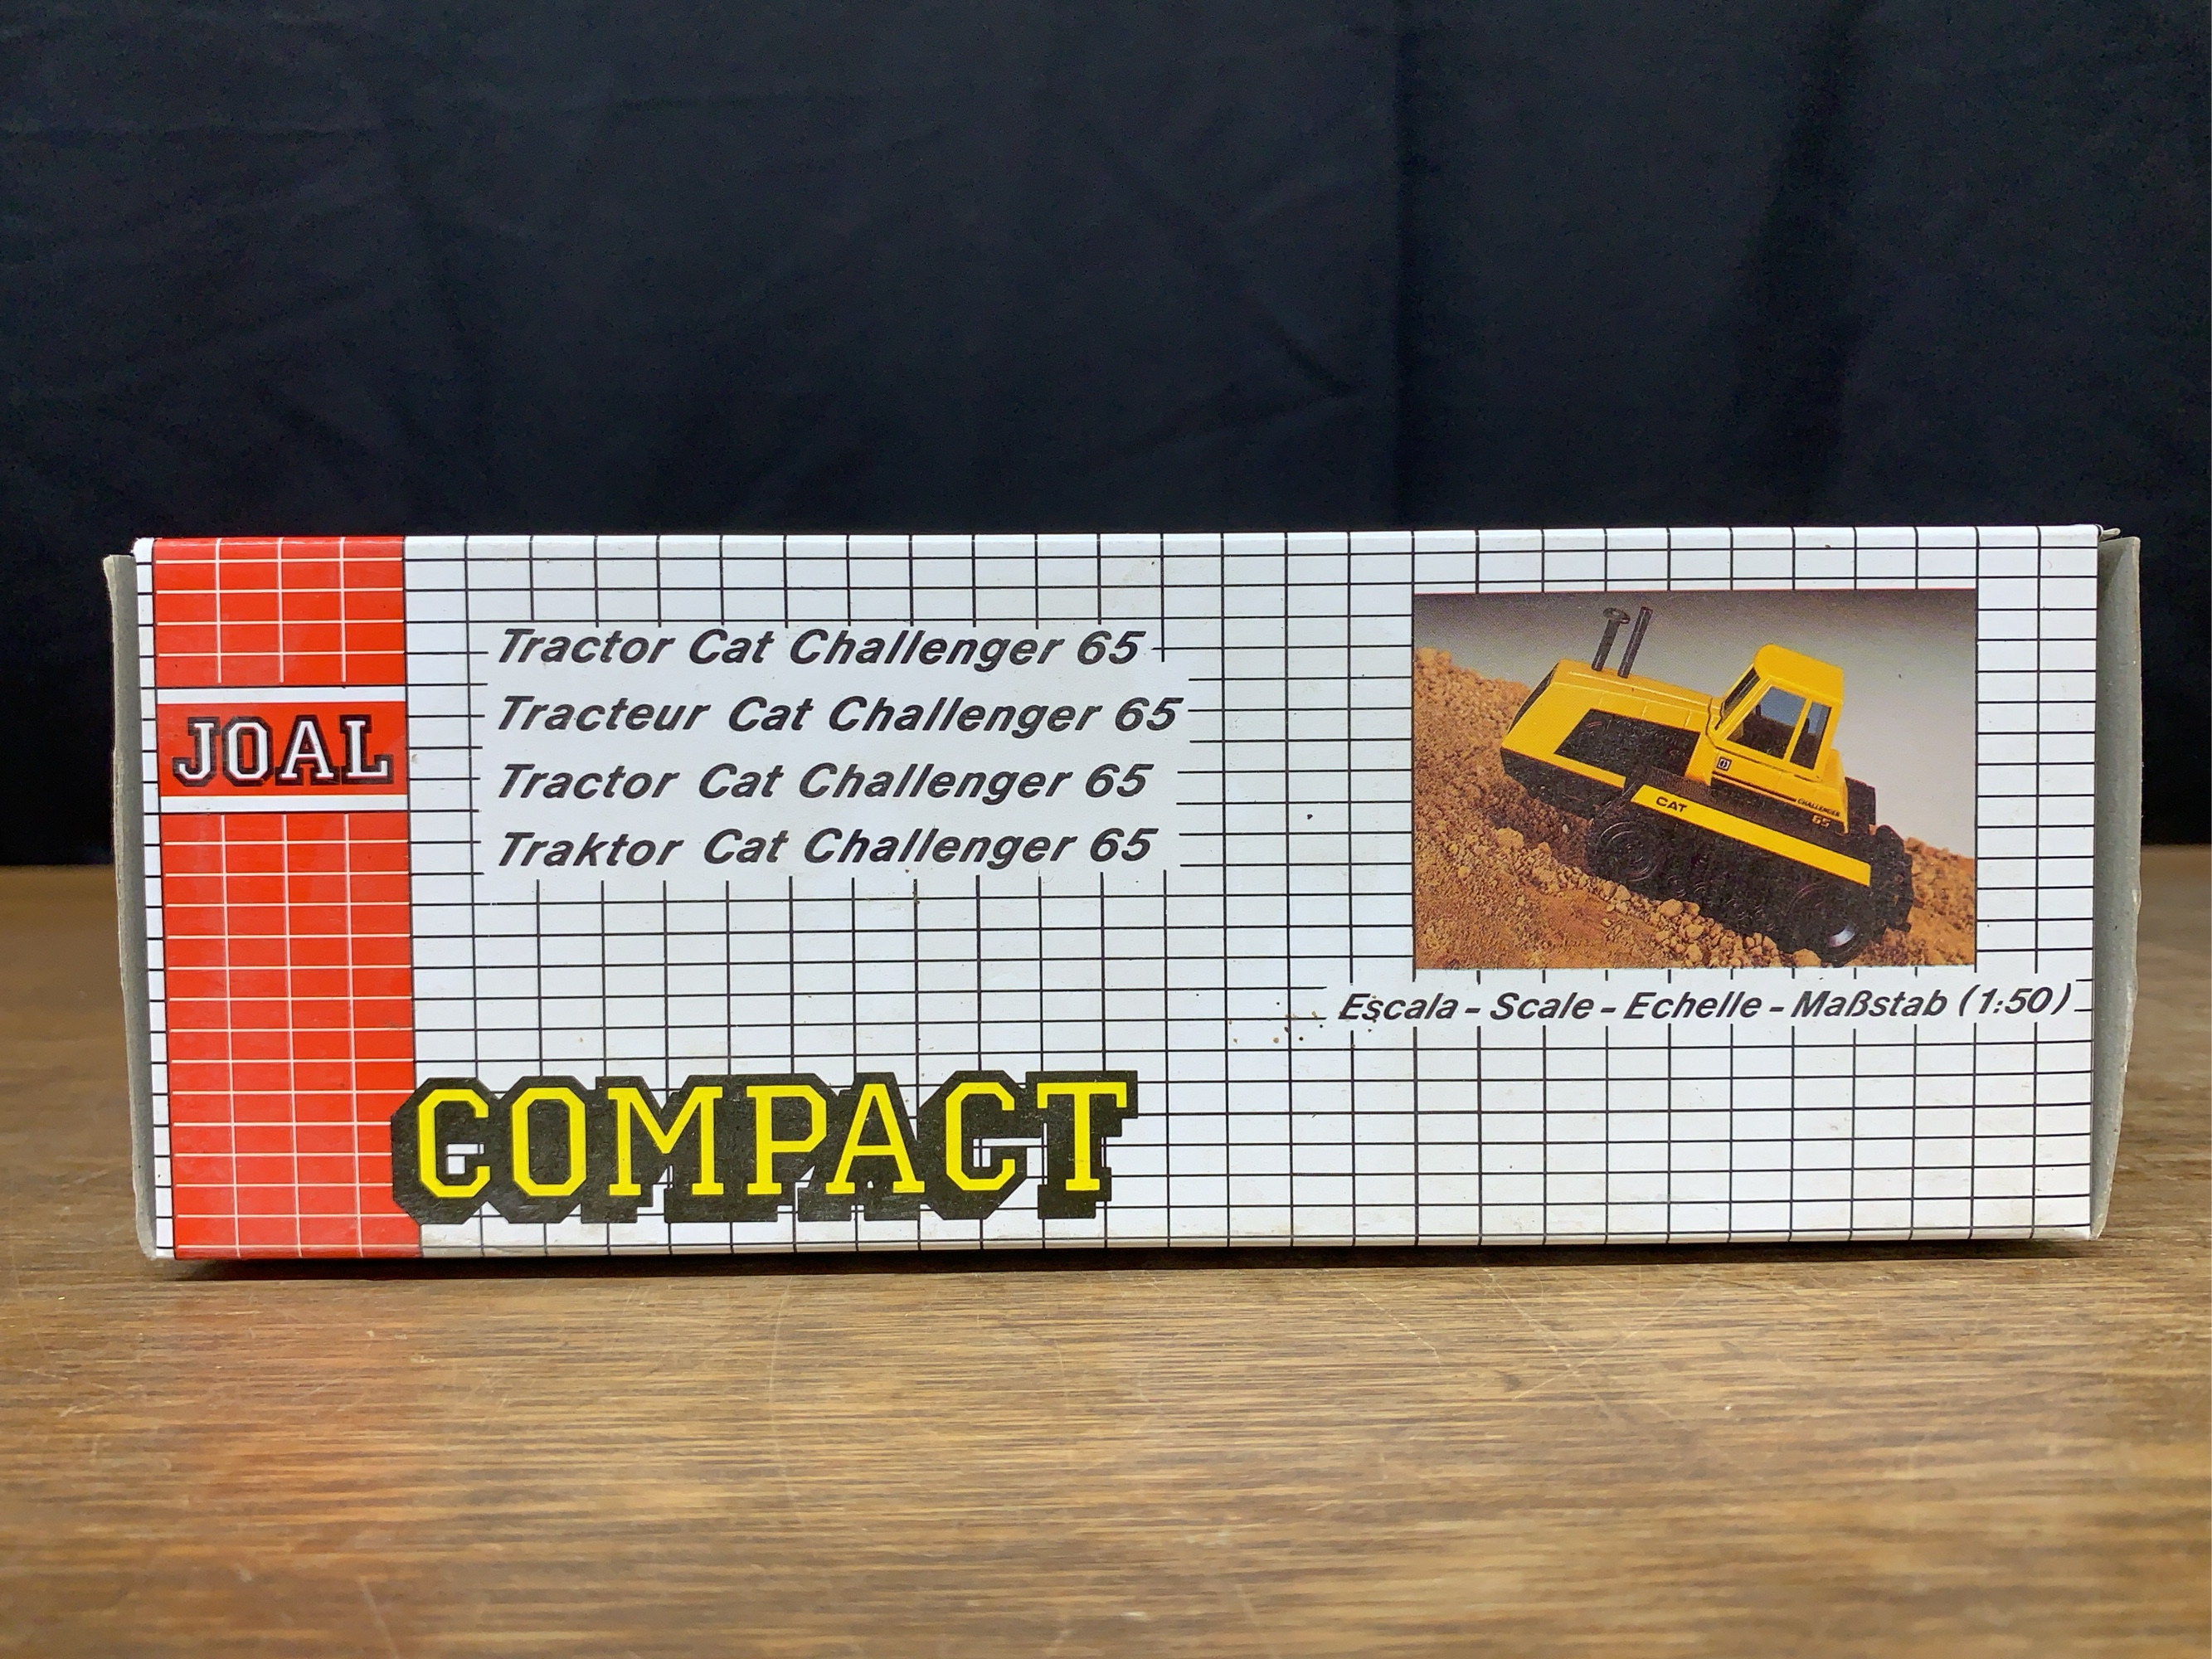 Tractor Cat Challenger 65
Tracteur Cat Challenger 65
Tractor Cat Challenger 65
Traktor Cat Challenger 65
JOAL
CAT
CHALLENGER
65
Escala - Scale - Echelle - Maßstab (1:50)
COMPACT